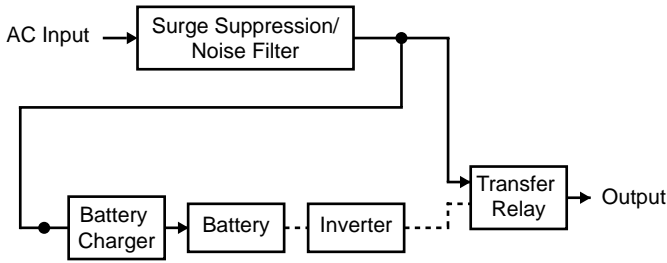 AC Input
Surge Suppression/
Noise Filter
Transfer
Relay
Output
Battery
Charger
Battery
Inverter